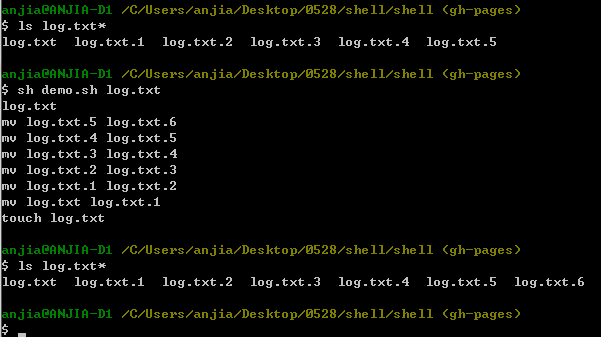 anjia@ANJIA-D1 /C/Users/anjia/Desktop/0528/shell/shell (gh-pages)
$ ls log.txt*
log.txt  log.txt.1  log.txt.2  log.txt.3  log.txt.4  log.txt.5
anjia@ANJIA-D1 /C/Users/anjia/Desktop/0528/shell/shell (gh-pages)
$ sh demo.sh log.txt
log.txt
mv log.txt.5 log.txt.6
mv log.txt.4 log.txt.5
mv log.txt.3 log.txt.4
mv log.txt.2 log.txt.3
mv log.txt.1 log.txt.2
mv log.txt log.txt.1
touch log.txt
anjia@ANJIA-D1 /C/Users/anjia/Desktop/0528/shell/shell (gh-pages)
$ ls log.txt*
log.txt  log.txt.1  log.txt.2  log.txt.3  log.txt.4  log.txt.5  log.txt.6
anjia@ANJIA-D1 /C/Users/anjia/Desktop/0528/shell/shell (gh-pages)
$